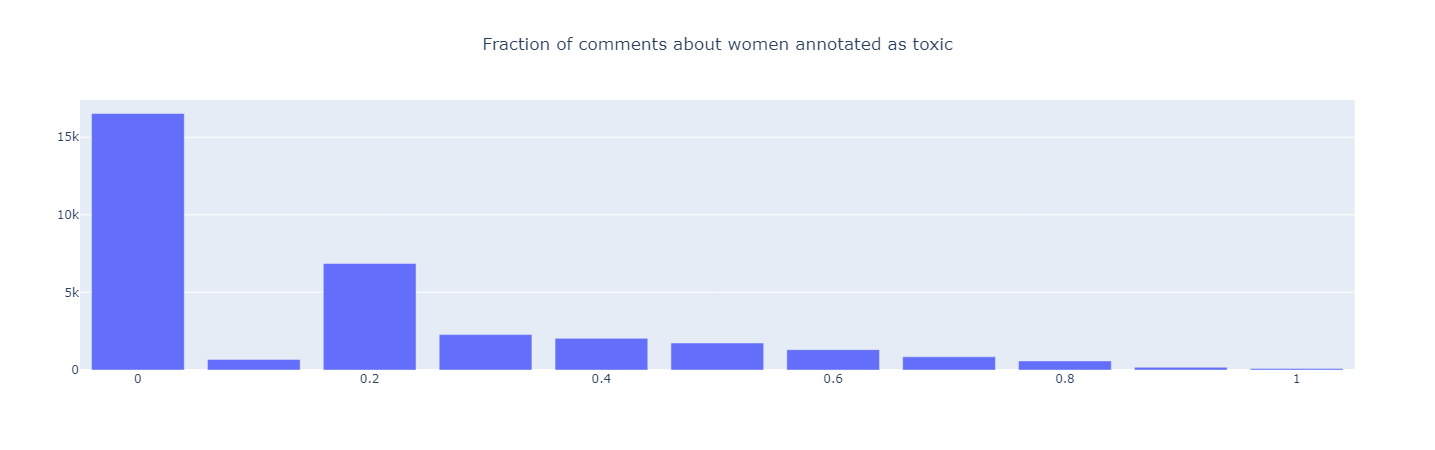 Fraction of comments about women annotated as toxic
15k
10k
5k
0
0 0.2 0.4 0.6 0.8 1